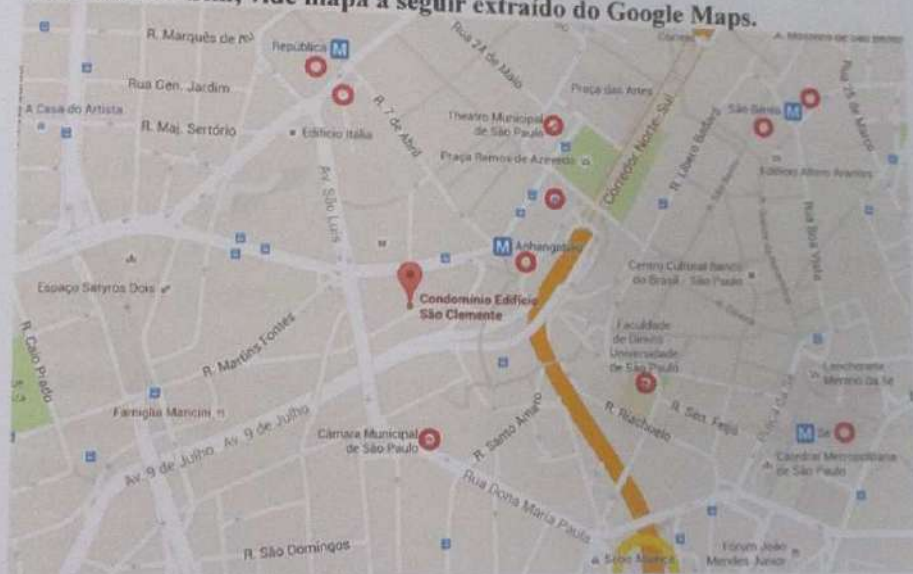 mapa a seguir extraído do Google Maps.
R. Marquês de
República
M
Rua 24 de Maio
Rua Gen. Jardim
Praça das Artes
São Bento
M
Rua 25 de Março
A Casa do Artista
R. Maj. Sertório
Edifício Itália
R. 7 de Abril
Theatro Municipal
de São Paulo
Praça Ramos de Azevedo
Corredor Norte-Sul
R. Líbero Badaró
Av. São Luís
Rua Boa Vista
M
Anhangabaú
Centro Cultural Banco
do Brasil - São Paulo
Espaço Satyros Dois
Condomínio Edifício
São Clemente
Faculdade
de Direito
Universidade
de São Paulo
R. Caio Prado
R. Martins Fontes
Famiglia Mancini
Av. 9 de Julho
Av. 9 de Julho
Câmara Municipal
de São Paulo
R. Santo Amaro
R. Riachuelo
R. Sen. Feijó
M
Sé
Catedral Metropolitana
de São Paulo
Rua Dona Maria Paula
R. São Domingos
Fórum João
Mendes Júnior